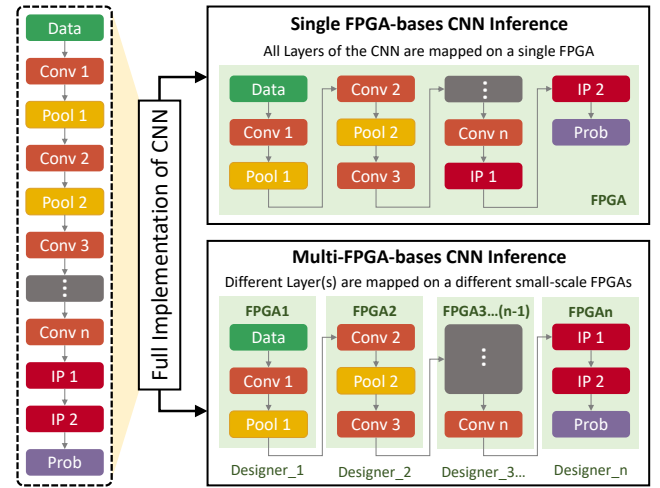 Data
Conv 1
Pool 1
Conv 2
Pool 2
Conv 3
⋮
Conv n
IP 1
IP 2
Prob
Full Implementation of CNN
Single FPGA-bases CNN Inference
All Layers of the CNN are mapped on a single FPGA
Data
Conv 1
Pool 1
Conv 2
Pool 2
Conv 3
⋮
Conv n
IP 1
IP 2
Prob
FPGA
Multi-FPGA-bases CNN Inference
Different Layer(s) are mapped on a different small-scale FPGAs
FPGA1
Data
Conv 1
Pool 1
Designer_1
FPGA2
Conv 2
Pool 2
Conv 3
Designer_2
FPGA3...(n-1)
⋮
Conv n
Designer_3...
FPGAn
IP 1
IP 2
Prob
Designer_n